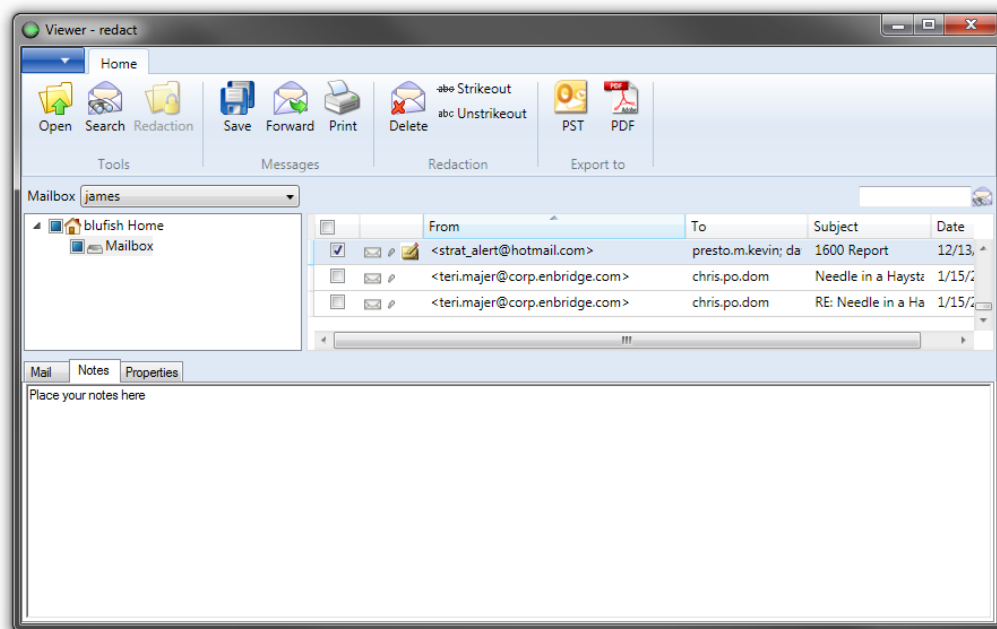 Viewer - redact
Home
Open Search Redaction Save Forward Print Delete abc Strikeout abc Unstrikeout PST PDF
Tools Messages Redaction Export to
Mailbox james
blufish Home
Mailbox
From To Subject Date
<strat_alert@hotmail.com> presto.m.kevin; da 1600 Report 12/13,
<teri.majer@corp.enbridge.com> chris.po.dom Needle in a Haysta 1/15/2
<teri.majer@corp.enbridge.com> chris.po.dom RE: Needle in a Ha 1/15/2
Mail Notes Properties
Place your notes here